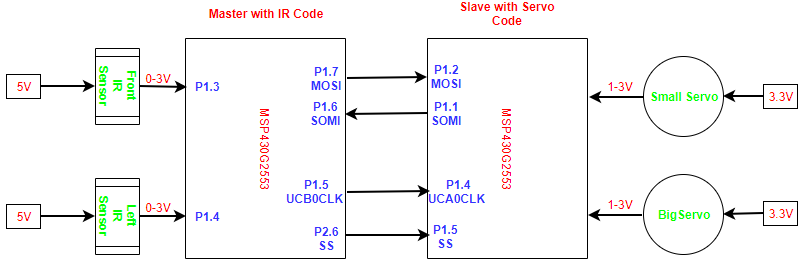 Master with IR Code
Slave with Servo
Code
5V
Front
IR
Sensor
0-3V
P1.3
P1.7
MOSI
P1.6
SOMI
MSP430G2553
P1.2
MOSI
P1.1
SOMI
MSP430G2553
1-3V
Small Servo
3.3V
5V
Left
IR
Sensor
0-3V
P1.4
P1.5
UCB0CLK
P2.6
SS
P1.4
UCA0CLK
P1.5
SS
1-3V
BigServo
3.3V